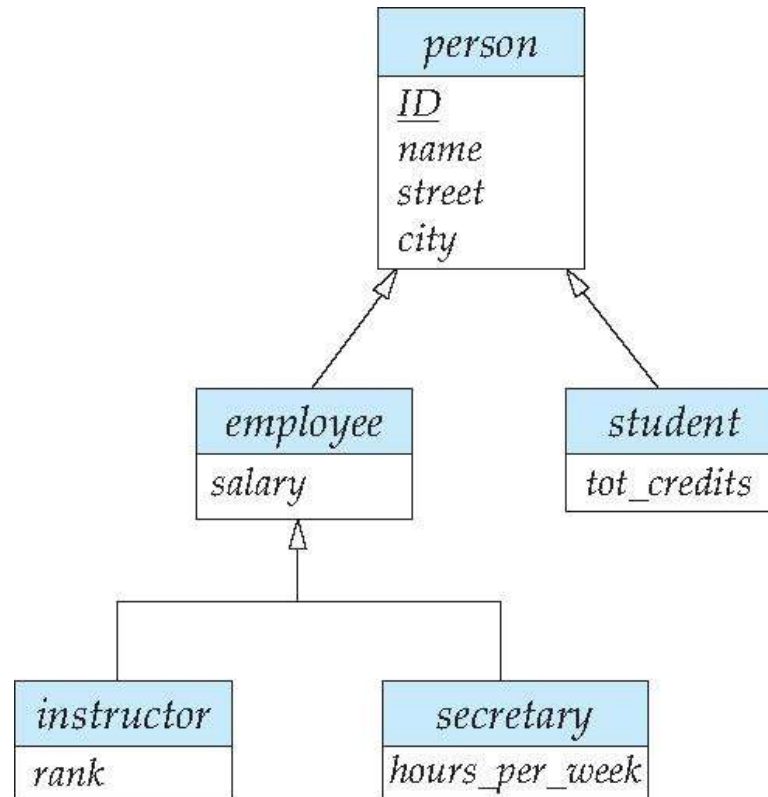 person
ID
name
street
city
employee
salary
student
tot_credits
instructor
rank
secretary
hours_per_week